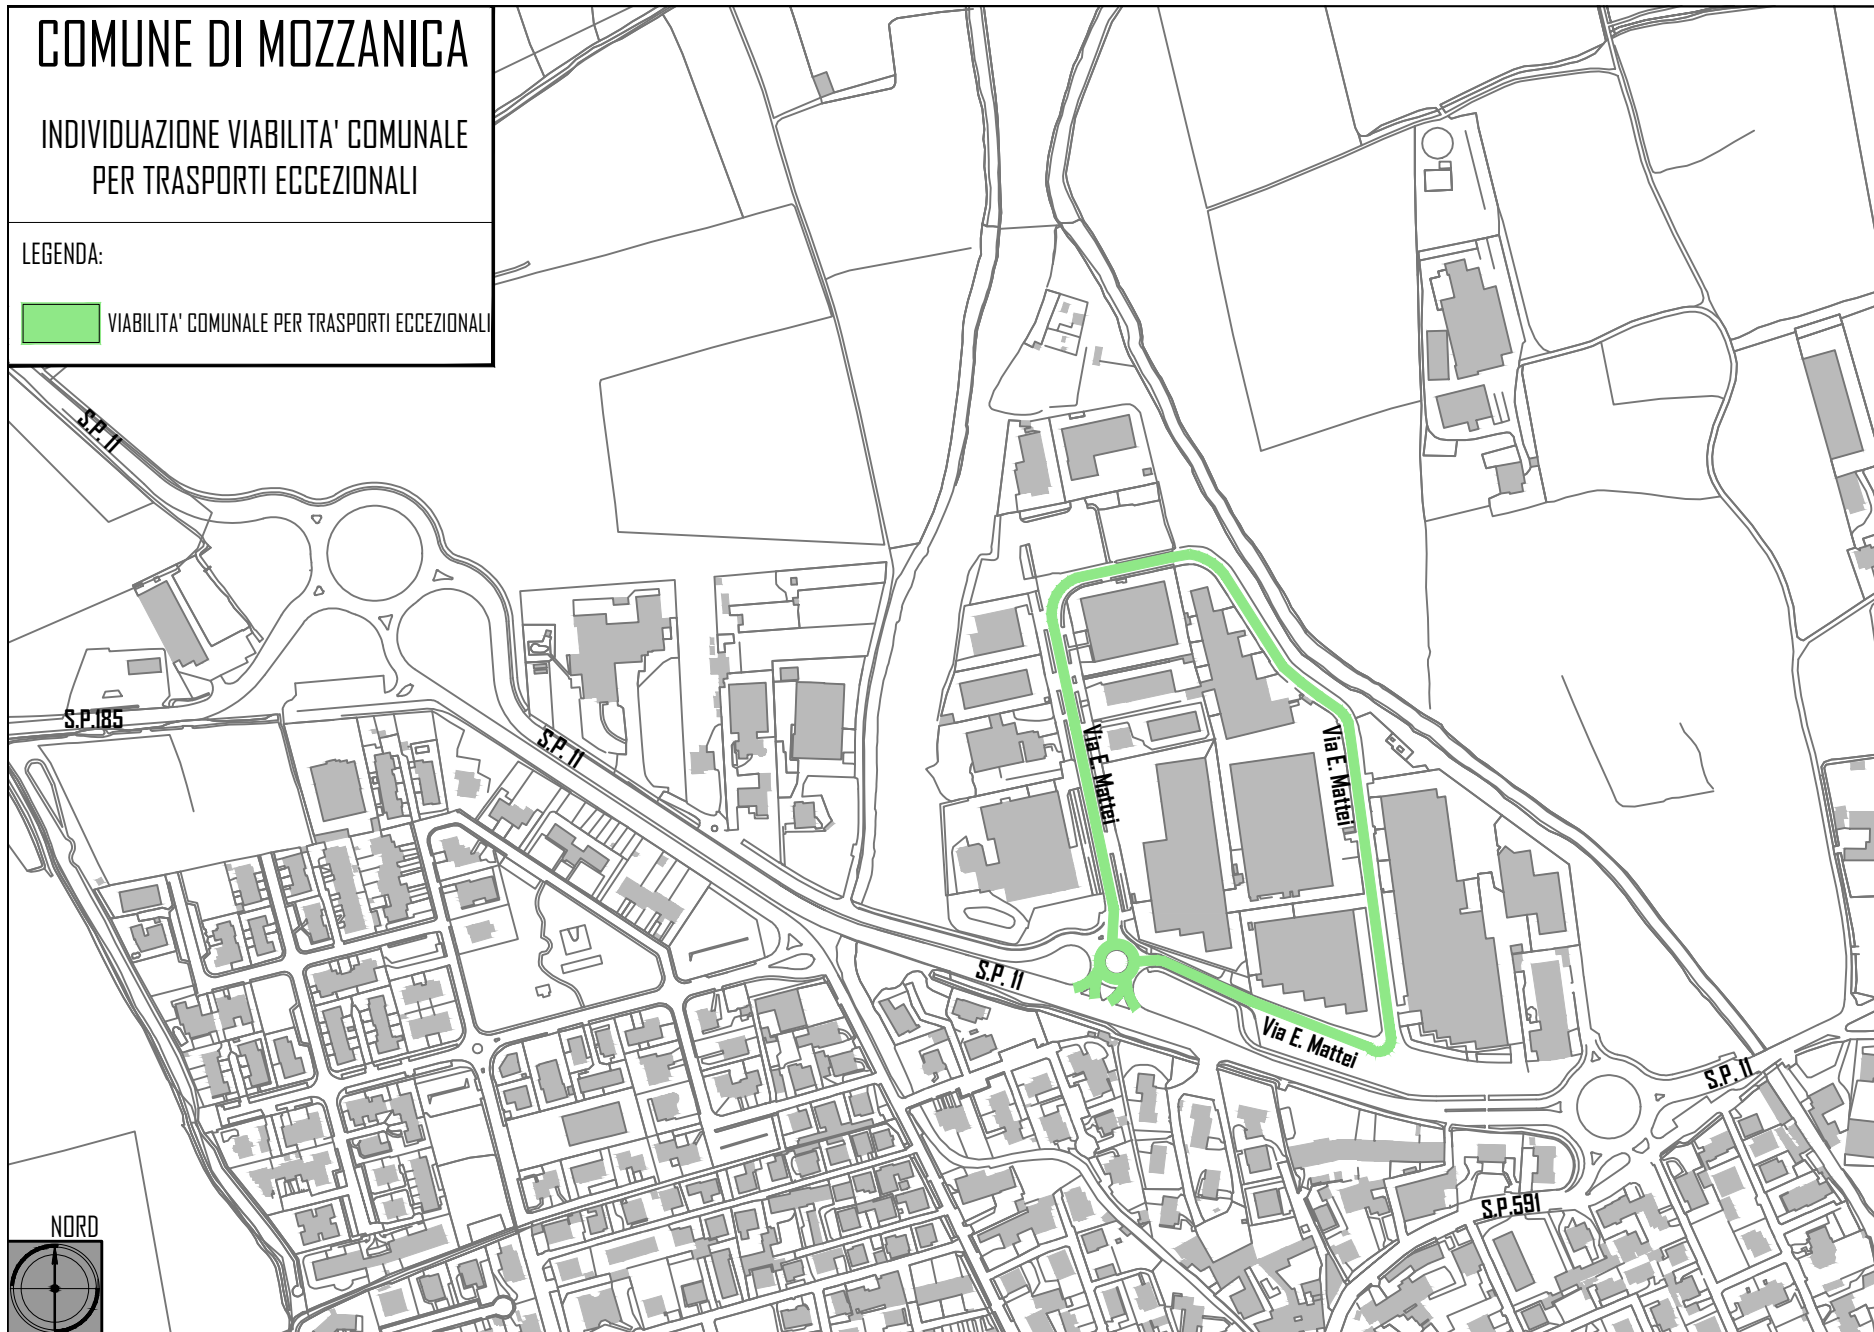 COMUNE DI MOZZANICA
INDIVIDUAZIONE VIABILITA' COMUNALE
PER TRASPORTI ECCEZIONALI
LEGENDA:
VIABILITA' COMUNALE PER TRASPORTI ECCEZIONALI
S.P. 11
S.P.185
S.P. 11
Via E. Mattei
Via E. Mattei
S.P. 11
Via E. Mattei
S.P. 11
S.P.591
NORD